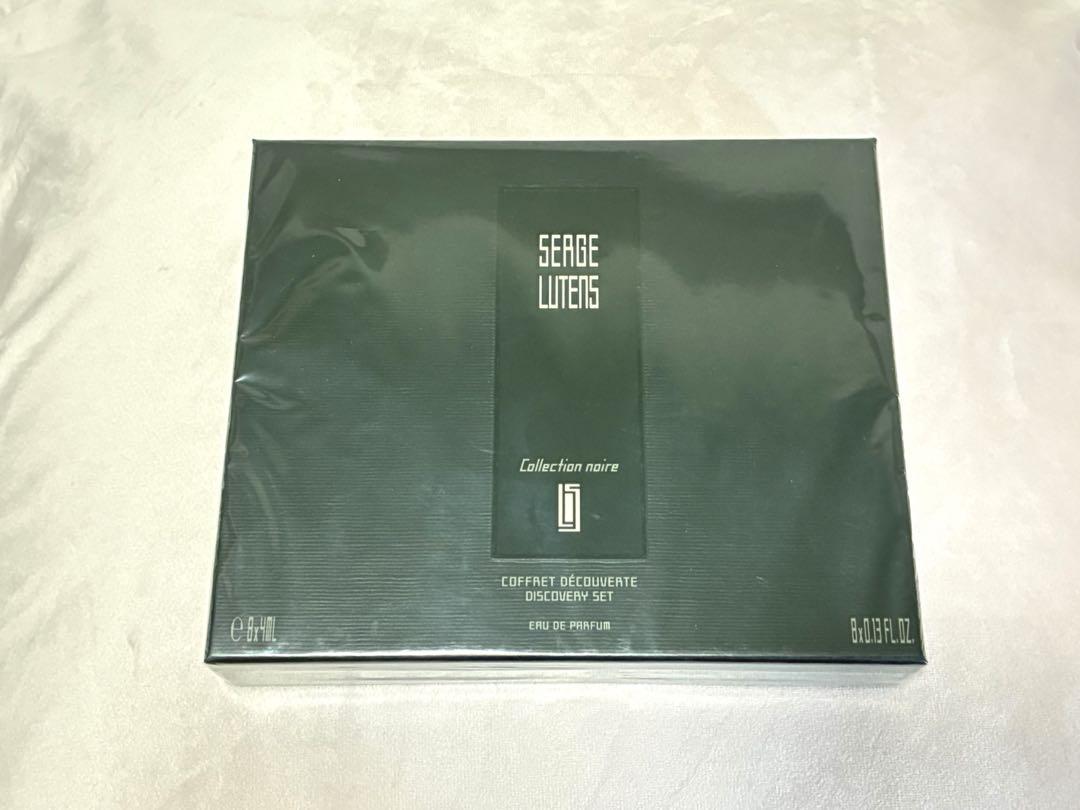 SERGE
LUTENS
Collection noire
COFFRET DÉCOUVERTE
DISCOVERY SET
EAU DE PARFUM
℮ 8x4ML
8x0.13 FL.OZ.